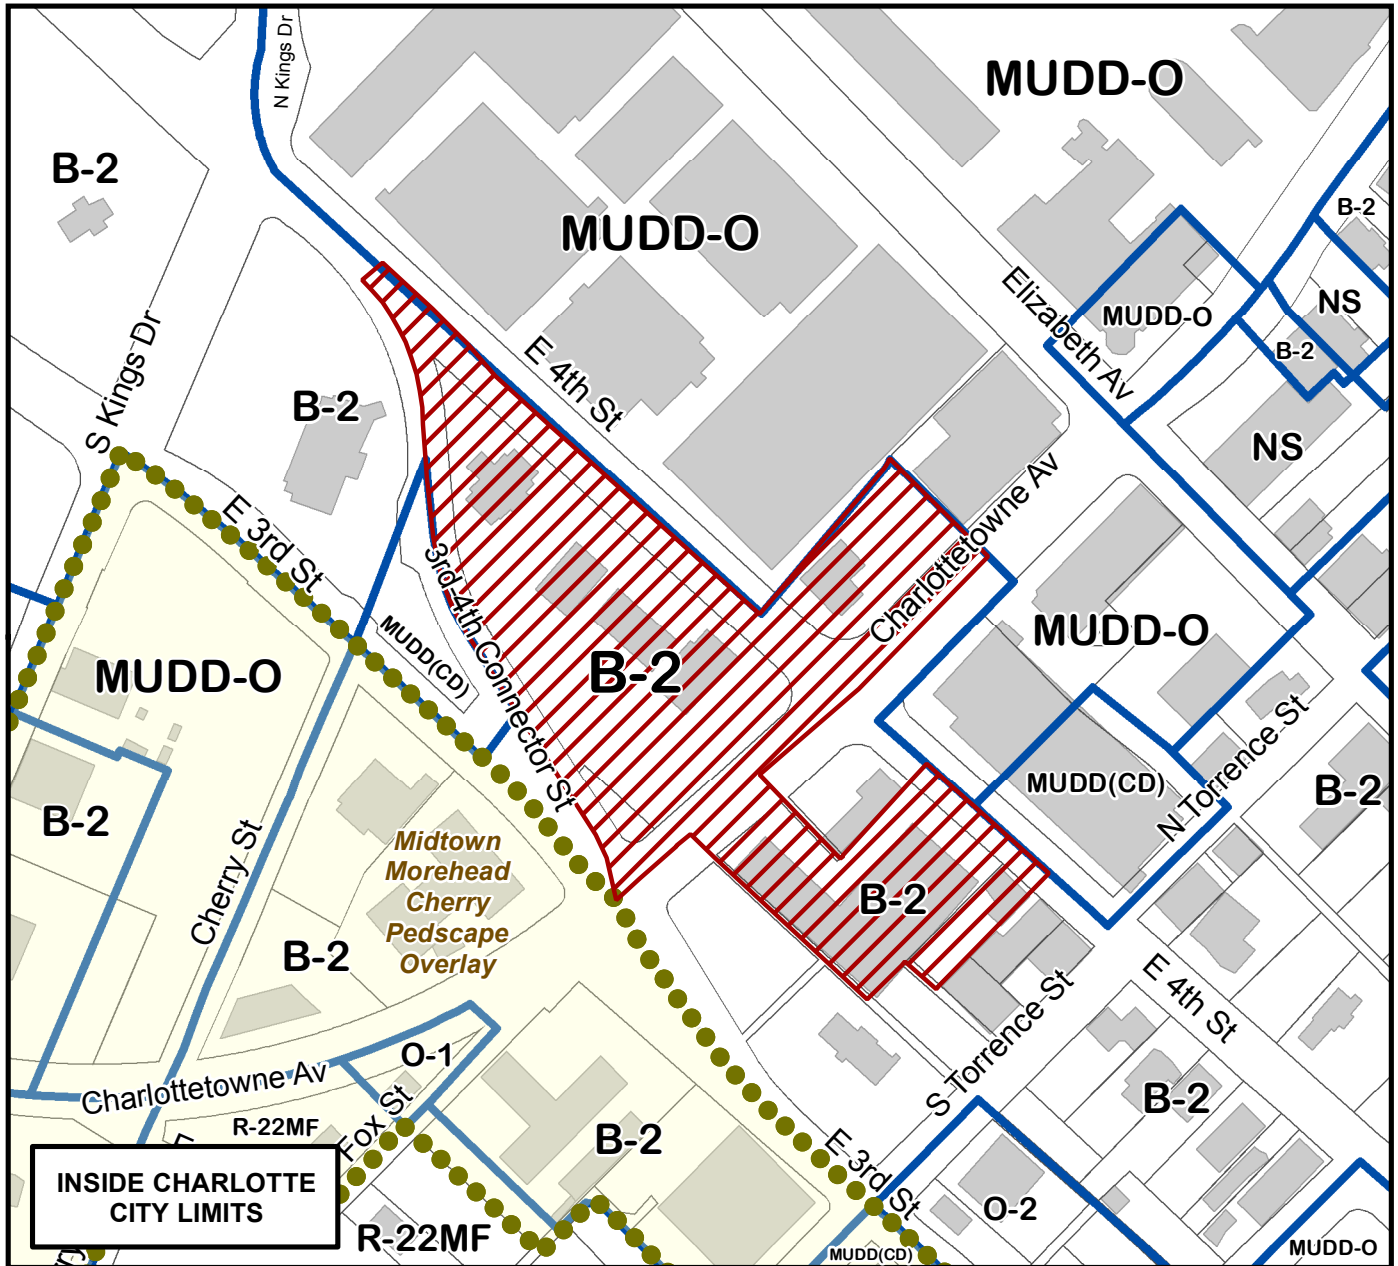 N Kings Dr
MUDD-O
B-2
MUDD-O
B-2
Elizabeth Av
MUDD-O
NS
B-2
S Kings Dr
B-2
E 4th St
NS
E 3rd St
Charlottetowne Av
3rd-4th Connector St
MUDD(CD)
MUDD-O
MUDD-O
B-2
MUDD(CD)
N Torrence St
B-2
B-2
Cherry St
Midtown
Morehead
Cherry
Pedscape
Overlay
B-2
B-2
E 4th St
S Torrence St
O-1
Charlottetowne Av
Fox St
R-22MF
B-2
B-2
E 3rd St
INSIDE CHARLOTTE
CITY LIMITS
R-22MF
O-2
MUDD(CD)
MUDD-O